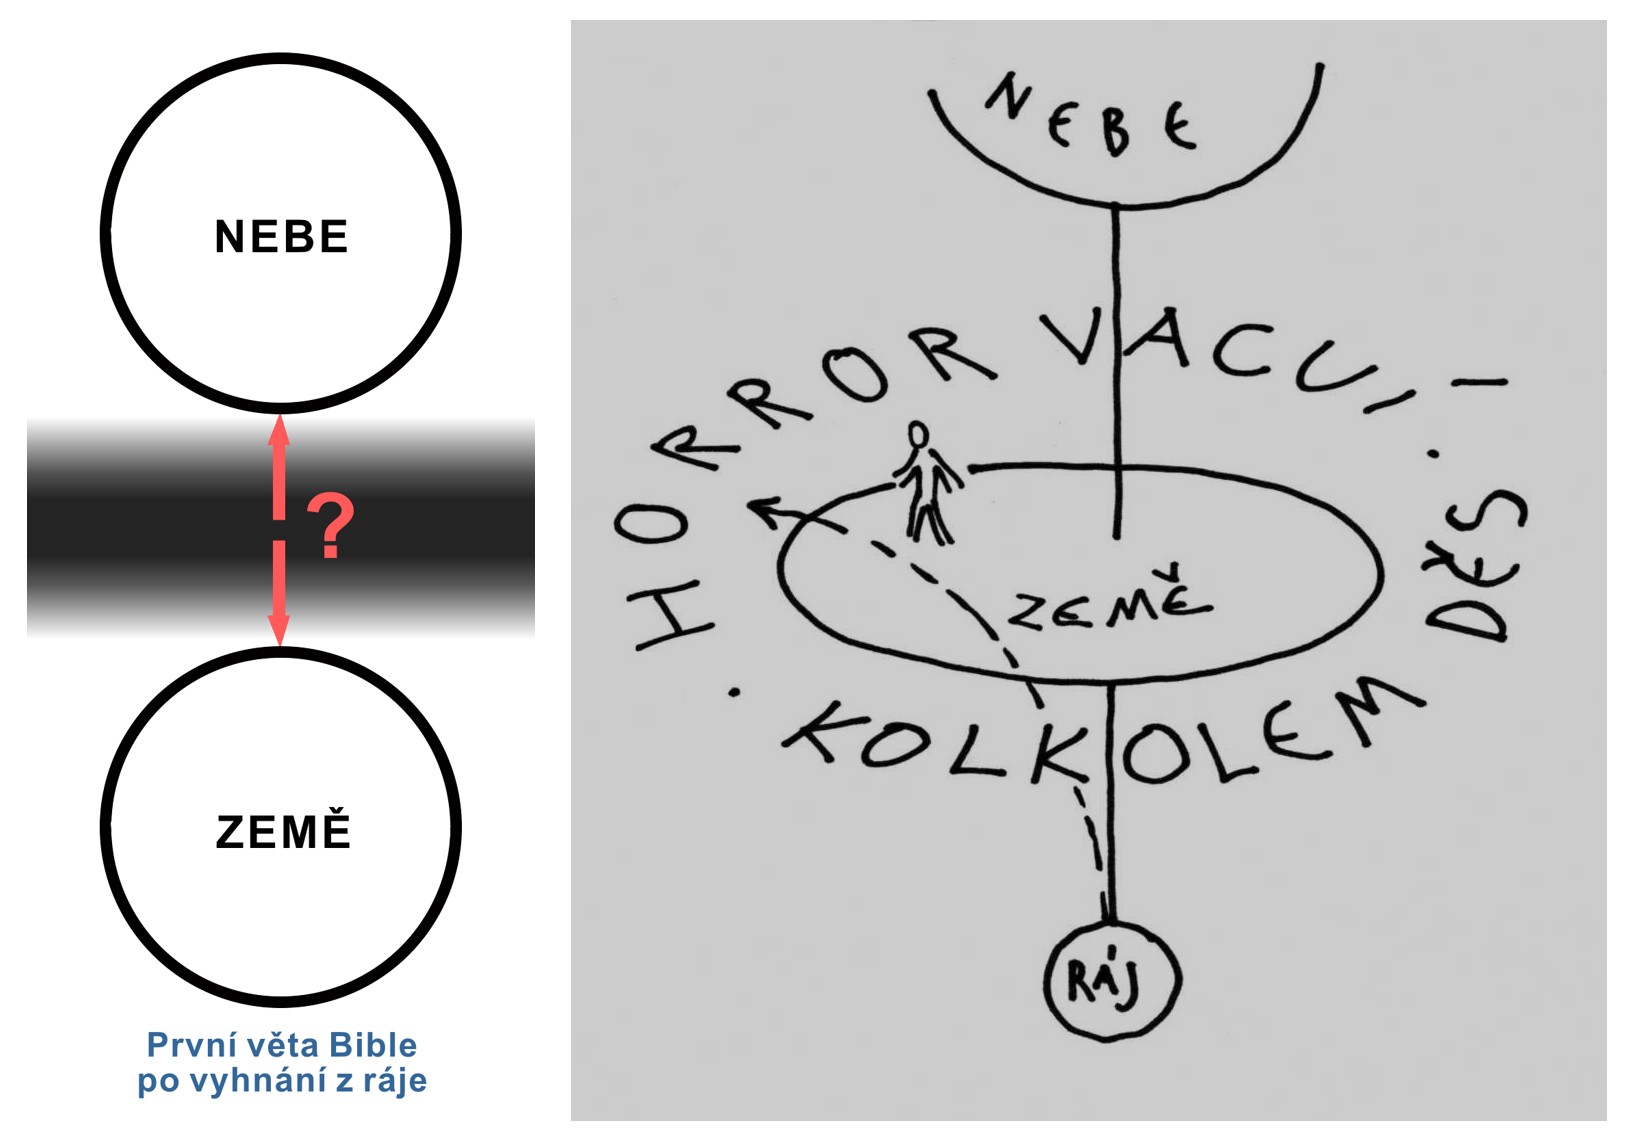 NEBE
?
ZEMĚ
První věta Bible
po vyhnání z ráje
NEBE
HORROR VACUI, –
. DĚS
KOLKOLEM .
ZEMĚ
RÁJ